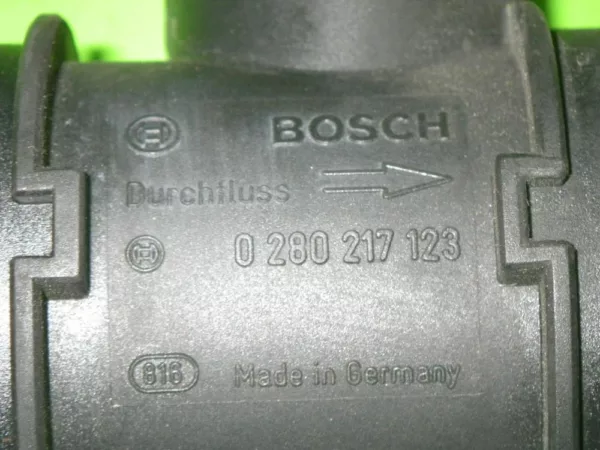 BOSCH
Durchfluss
0 280 217 123
816 Made in Germany